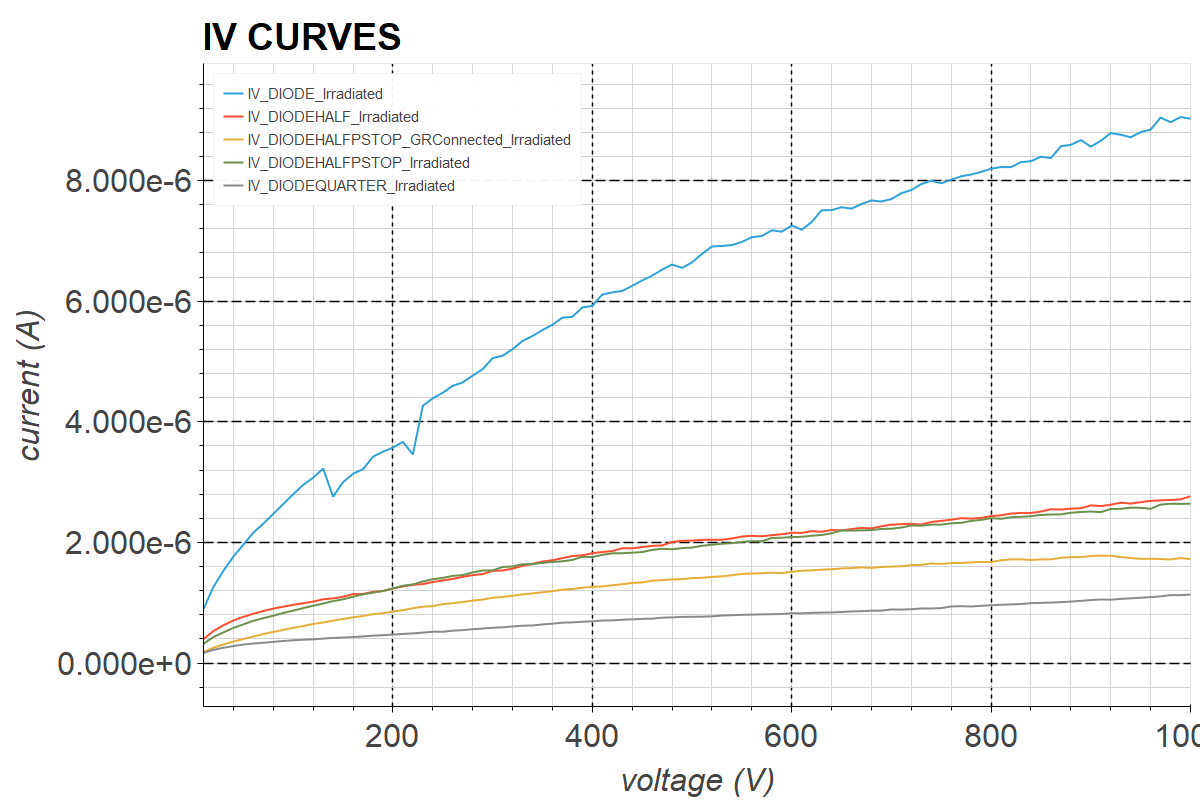 IV CURVES
IV_DIODE_Irradiated
IV_DIODEHALF_Irradiated
IV_DIODEHALFPSTOP_GRConnected_Irradiated
IV_DIODEHALFPSTOP_Irradiated
IV_DIODEQUARTER_Irradiated
8.000e-6
6.000e-6
4.000e-6
2.000e-6
0.000e+0
current (A)
200 400 600 800 100
voltage (V)